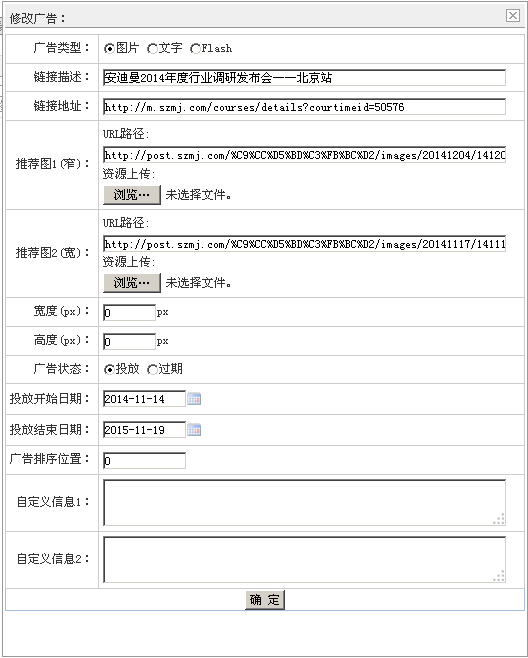 修改广告：
广告类型： 图片 文字 Flash
链接描述： 安迪曼2014年度行业调研发布会——北京站
链接地址： http://m.szmj.com/courses/details?courtimeid=50576
推荐图1(窄)：
URL路径:
http://post.szmj.com/%C9%CC%D5%BD%C3%FB%BC%D2/images/20141204/14120
资源上传:
浏览… 未选择文件。
推荐图2(宽)：
URL路径:
http://post.szmj.com/%C9%CC%D5%BD%C3%FB%BC%D2/images/20141117/14111
资源上传:
浏览… 未选择文件。
宽度(px)： 0 px
高度(px)： 0 px
广告状态： 投放 过期
投放开始日期： 2014-11-14
投放结束日期： 2015-11-19
广告排序位置： 0
自定义信息1：
自定义信息2：
确 定